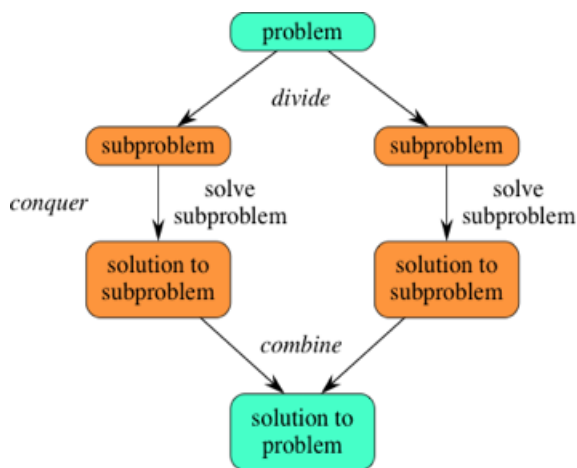 problem
divide
subproblem
subproblem
conquer
solve
subproblem
solve
subproblem
solution to
subproblem
solution to
subproblem
combine
solution to
problem